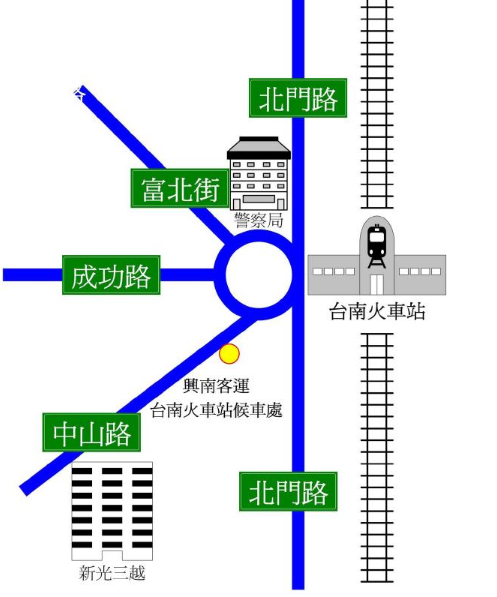 北門路
富北街
警察局
成功路
台南火車站
興南客運
台南火車站候車處
中山路
北門路
新光三越